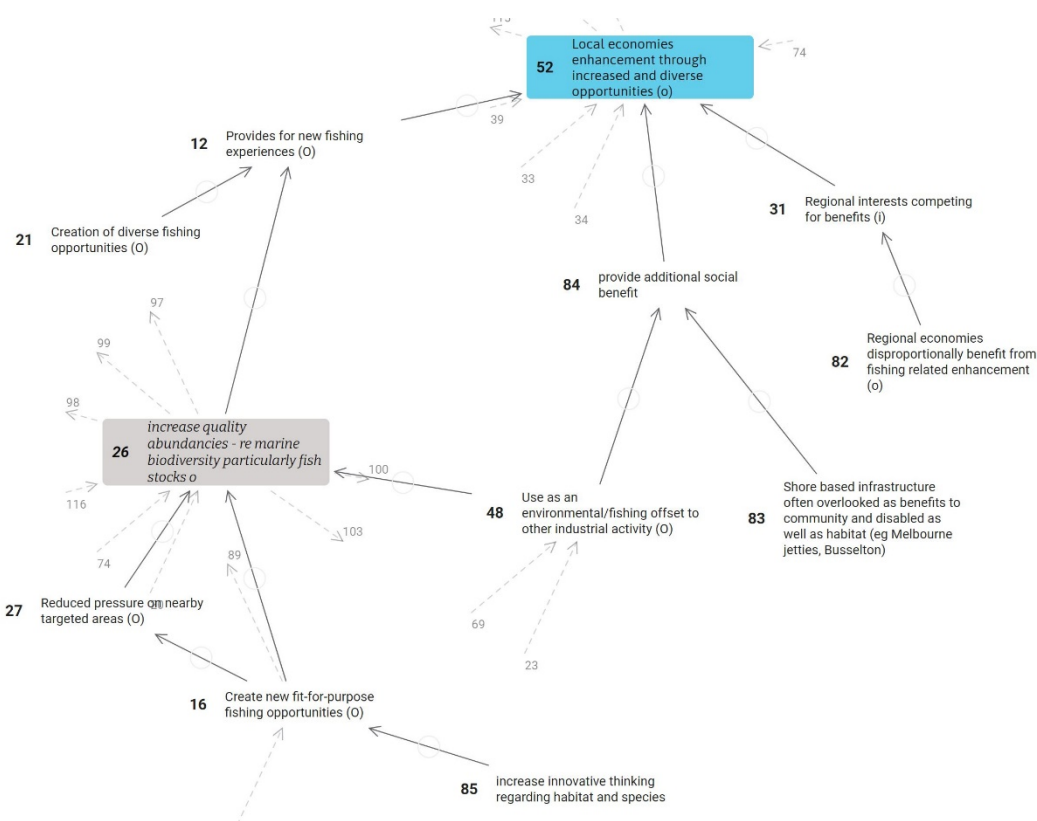 115
52
Local economies
enhancement through
increased and diverse
opportunities (o)
74
39
12
Provides for new fishing
experiences (O)
33
34
31
Regional interests competing
for benefits (i)
21
Creation of diverse fishing
opportunities (O)
84
provide additional social
benefit
97
99
98
82
Regional economies
disproportionally benefit from
fishing related enhancement
(o)
26
increase quality
abundancies - re marine
biodiversity particularly fish
stocks o
100
116
103
48
Use as an
environmental/fishing offset to
other industrial activity (O)
83
Shore based infrastructure
often overlooked as benefits to
community and disabled as
well as habitat (eg Melbourne
jetties, Busselton)
74
89
27
Reduced pressure on nearby
targeted areas (O)
69
23
16
Create new fit-for-purpose
fishing opportunities (O)
85
increase innovative thinking
regarding habitat and species